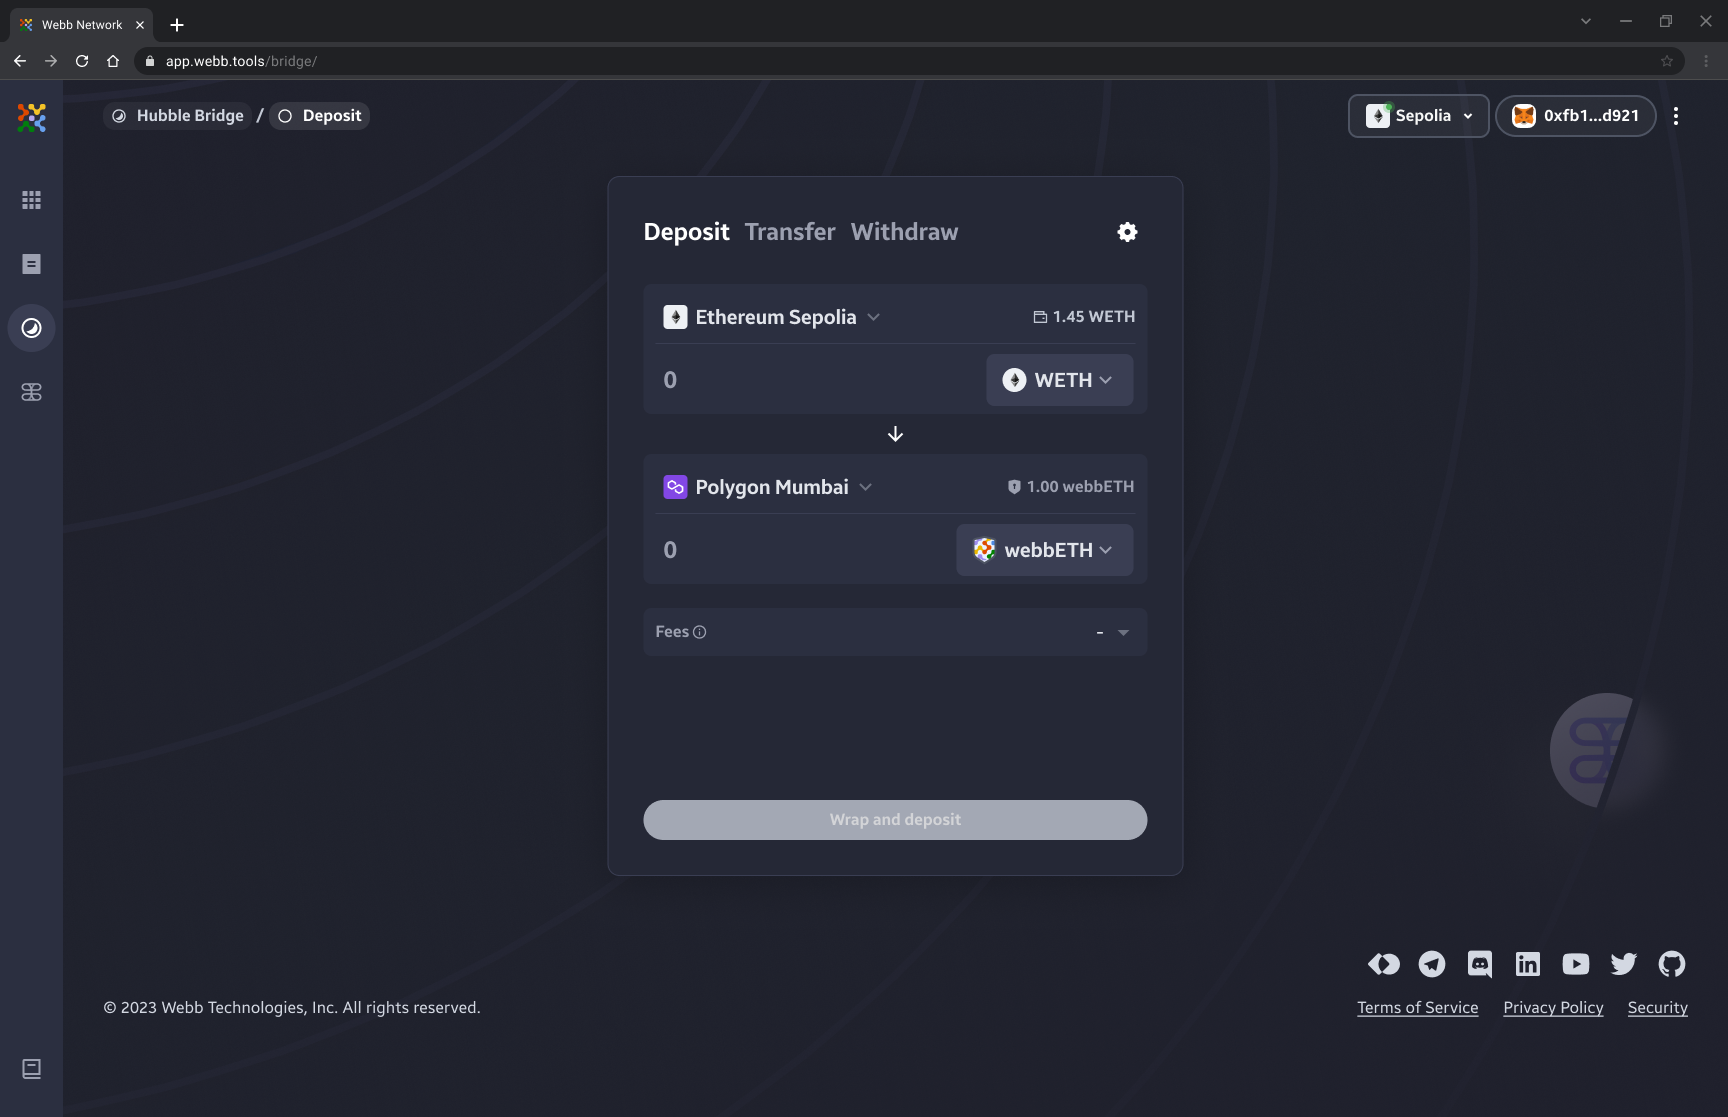 Webb Network
app.webb.tools/bridge/
Hubble Bridge / Deposit
Sepolia
0xfb1...d921
Deposit Transfer Withdraw
Ethereum Sepolia
1.45 WETH
0
WETH
Polygon Mumbai
1.00 webbETH
0
webbETH
Fees
-
Wrap and deposit
© 2023 Webb Technologies, Inc. All rights reserved.
Terms of Service
Privacy Policy
Security